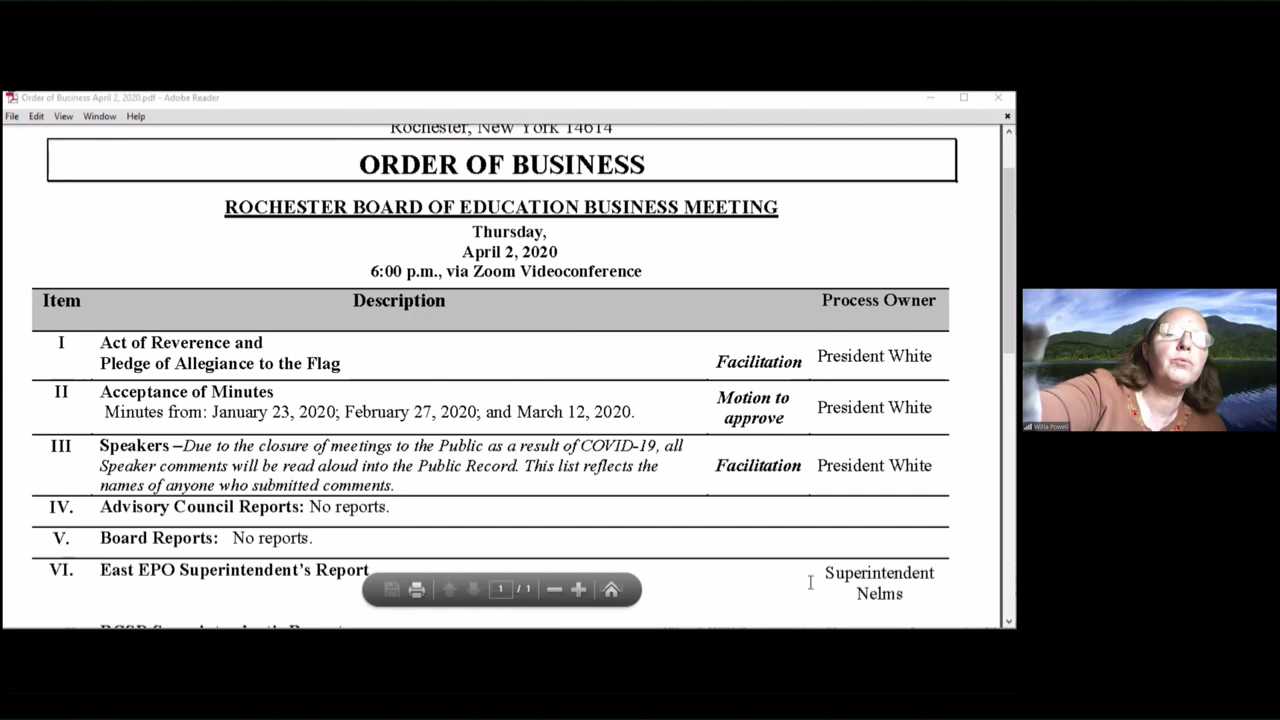 Order of Business April 2, 2020.pdf - Adobe Reader
File Edit View Window Help
Rochester, New York 14614
ORDER OF BUSINESS
ROCHESTER BOARD OF EDUCATION BUSINESS MEETING
Thursday,
April 2, 2020
6:00 p.m., via Zoom Videoconference
Item Description Process Owner
I Act of Reverence and
Pledge of Allegiance to the Flag Facilitation President White
II Acceptance of Minutes
Minutes from: January 23, 2020; February 27, 2020; and March 12, 2020. Motion to approve President White
III Speakers –Due to the closure of meetings to the Public as a result of COVID-19, all
Speaker comments will be read aloud into the Public Record. This list reflects the Facilitation President White
names of anyone who submitted comments.
IV. Advisory Council Reports: No reports.
V. Board Reports: No reports.
VI. East EPO Superintendent's Report Superintendent
Nelms
1 / 1
Willa Powell